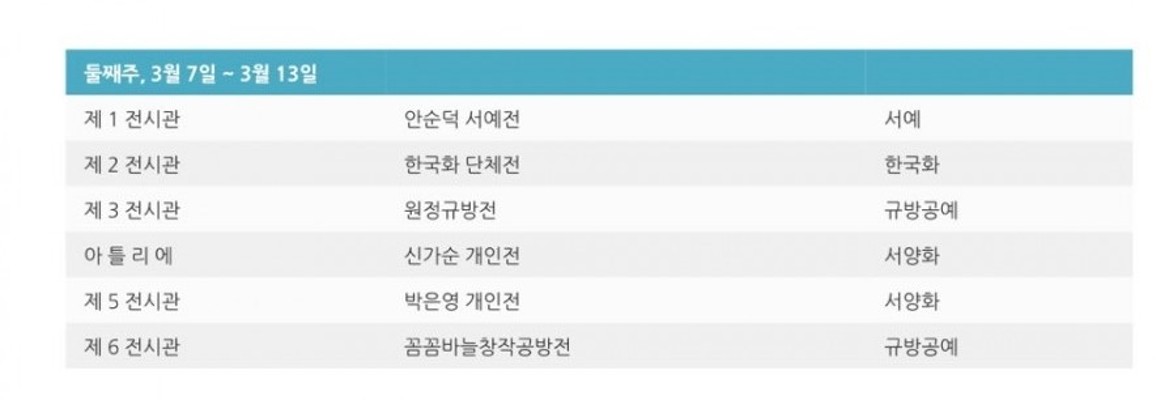 둘째주, 3월 7일 ~ 3월 13일
제 1 전시관 안순덕 서예전 서예
제 2 전시관 한국화 단체전 한국화
제 3 전시관 원정규방전 규방공예
아 틀 리 에 신가순 개인전 서양화
제 5 전시관 박은영 개인전 서양화
제 6 전시관 꼼꼼바늘창작공방전 규방공예